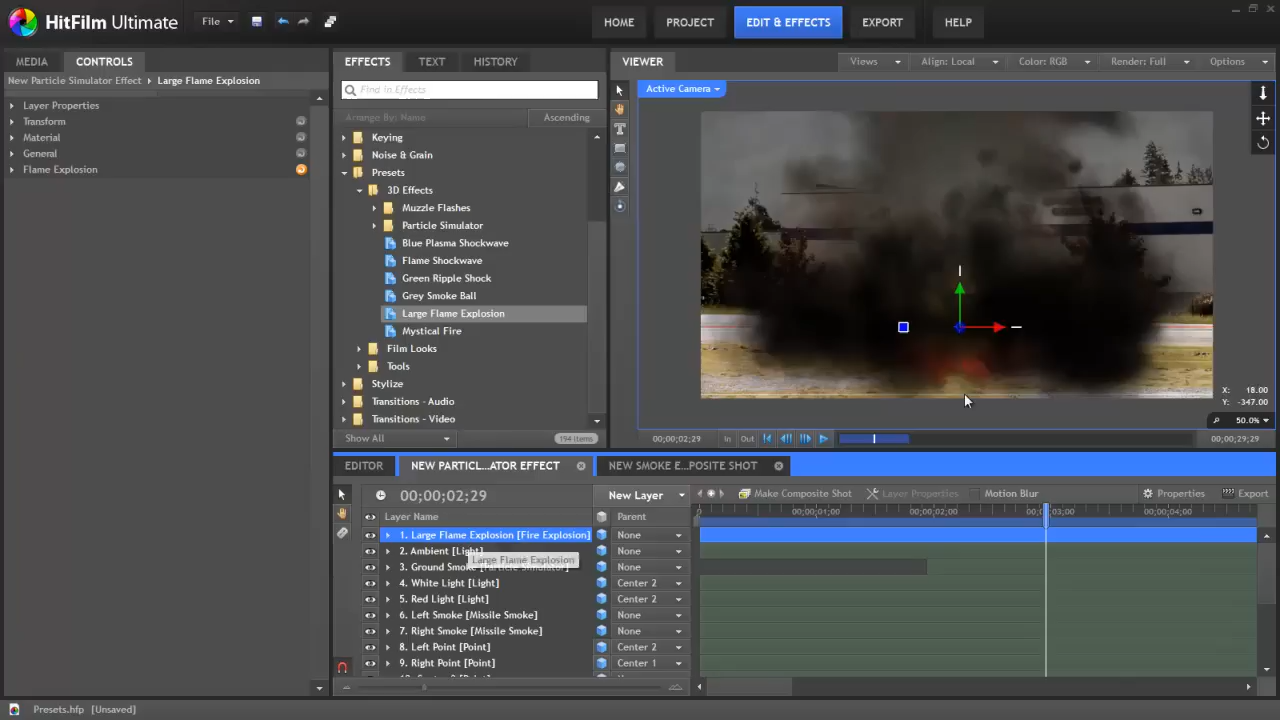 HitFilm Ultimate
File
HOME
PROJECT
EDIT & EFFECTS
EXPORT
HELP
MEDIA
CONTROLS
New Particle Simulator Effect
Large Flame Explosion
Layer Properties
Transform
Material
General
Flame Explosion
EFFECTS
TEXT
HISTORY
Find in Effects
Arrange By: Name
Ascending
Keying
Noise & Grain
Presets
3D Effects
Muzzle Flashes
Particle Simulator
Blue Plasma Shockwave
Flame Shockwave
Green Ripple Shock
Grey Smoke Ball
Large Flame Explosion
Mystical Fire
Film Looks
Tools
Stylize
Transitions - Audio
Transitions - Video
Show All
194 Items
VIEWER
Views
Align: Local
Color: RGB
Render: Full
Options
Active Camera
X: 18.00
Y: -347.00
50.0%
00;00;02;29
In
Out
00;00;29;29
EDITOR
NEW PARTICL...ATOR EFFECT
NEW SMOKE E...POSITE SHOT
00;00;02;29
New Layer
Make Composite Shot
Layer Properties
Motion Blur
Properties
Export
Layer Name
Parent
0
00;00;01;00
00;00;02;00
00;00;04;00
1. Large Flame Explosion [Fire Explosion]
None
2. Ambient [Light]
None
Large Flame Explosion
3. Ground Smoke [Particle Simulator]
None
4. White Light [Light]
Center 2
5. Red Light [Light]
Center 2
6. Left Smoke [Missile Smoke]
None
7. Right Smoke [Missile Smoke]
None
8. Left Point [Point]
Center 2
9. Right Point [Point]
Center 1
Presets.hfp
[Unsaved]